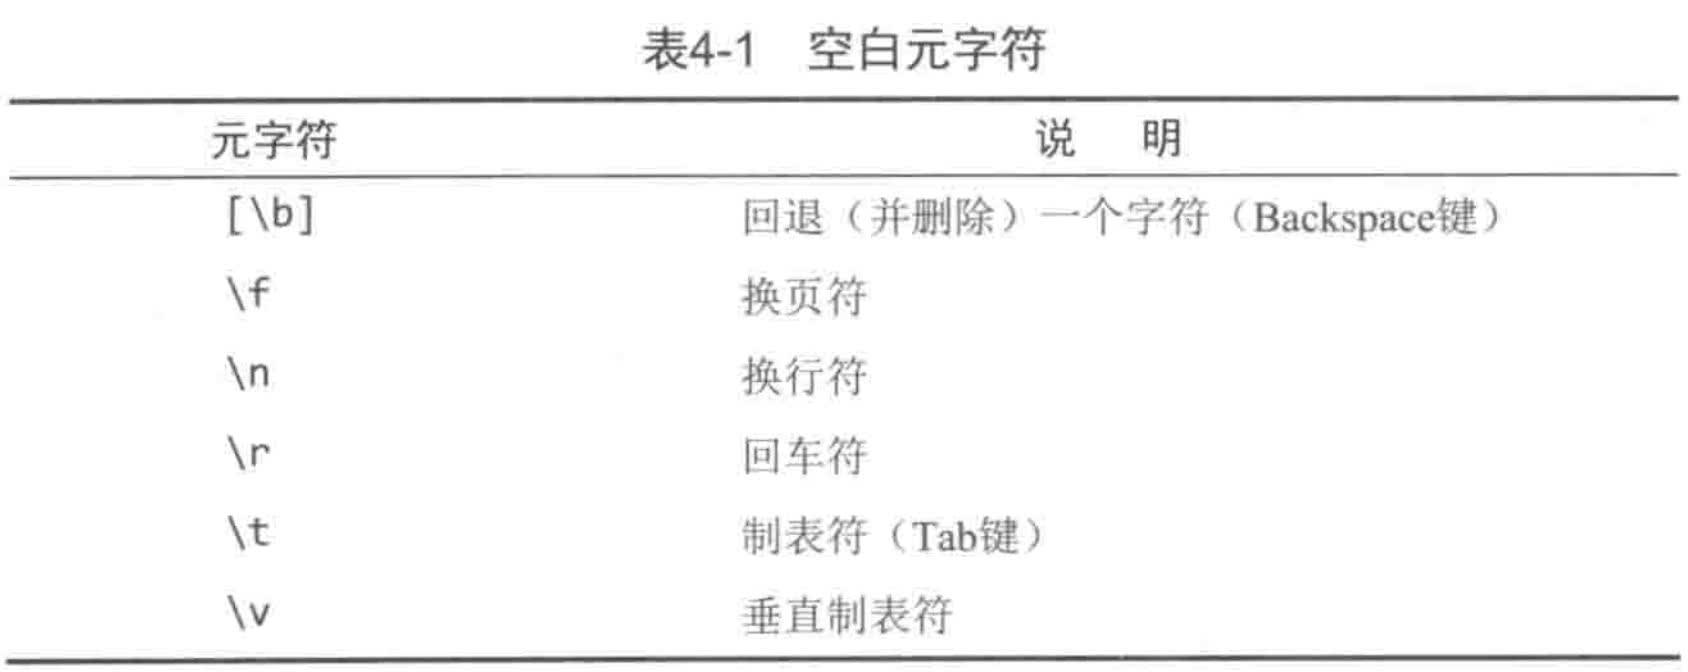 表4-1 空白元字符
元字符 说 明
[\b] 回退（并删除）一个字符（Backspace键）
\f 换页符
\n 换行符
\r 回车符
\t 制表符（Tab键）
\v 垂直制表符